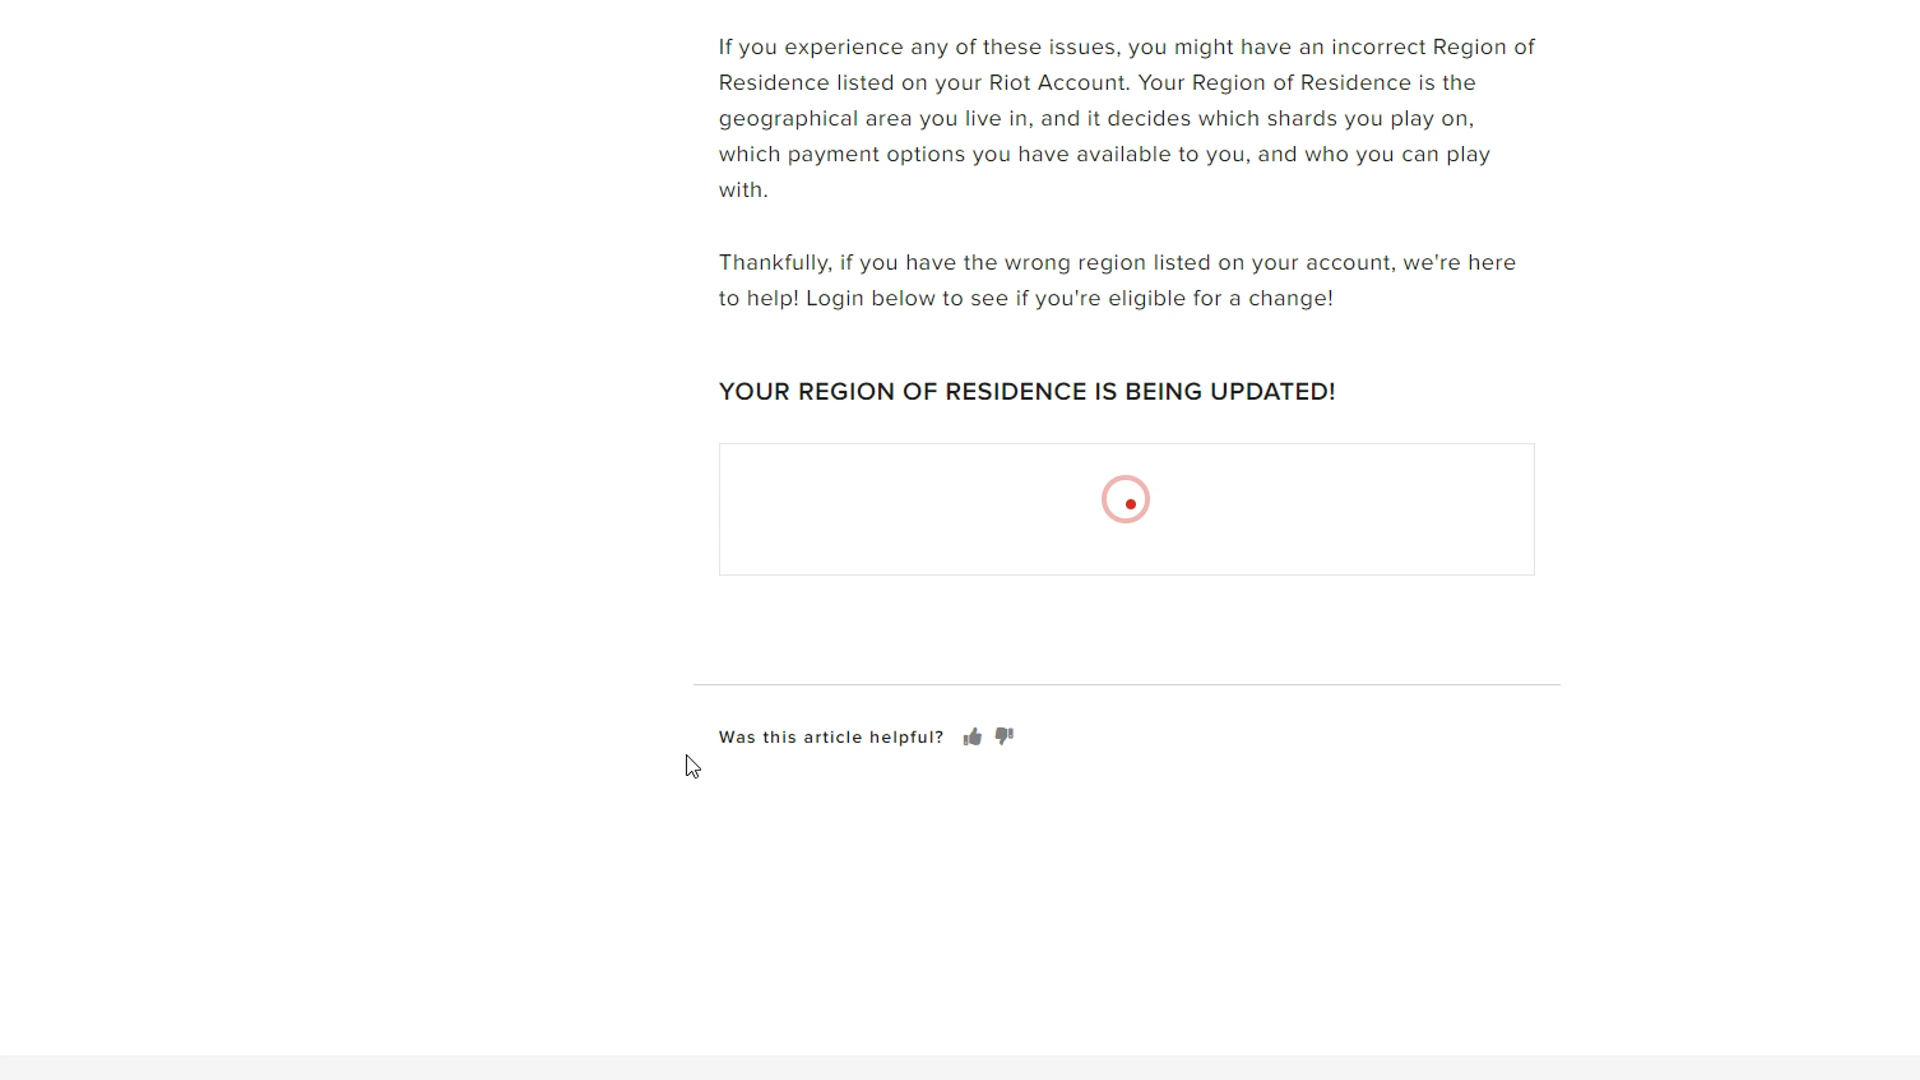 If you experience any of these issues, you might have an incorrect Region of
Residence listed on your Riot Account. Your Region of Residence is the
geographical area you live in, and it decides which shards you play on,
which payment options you have available to you, and who you can play
with.
Thankfully, if you have the wrong region listed on your account, we're here
to help! Login below to see if you're eligible for a change!
YOUR REGION OF RESIDENCE IS BEING UPDATED!
Was this article helpful?